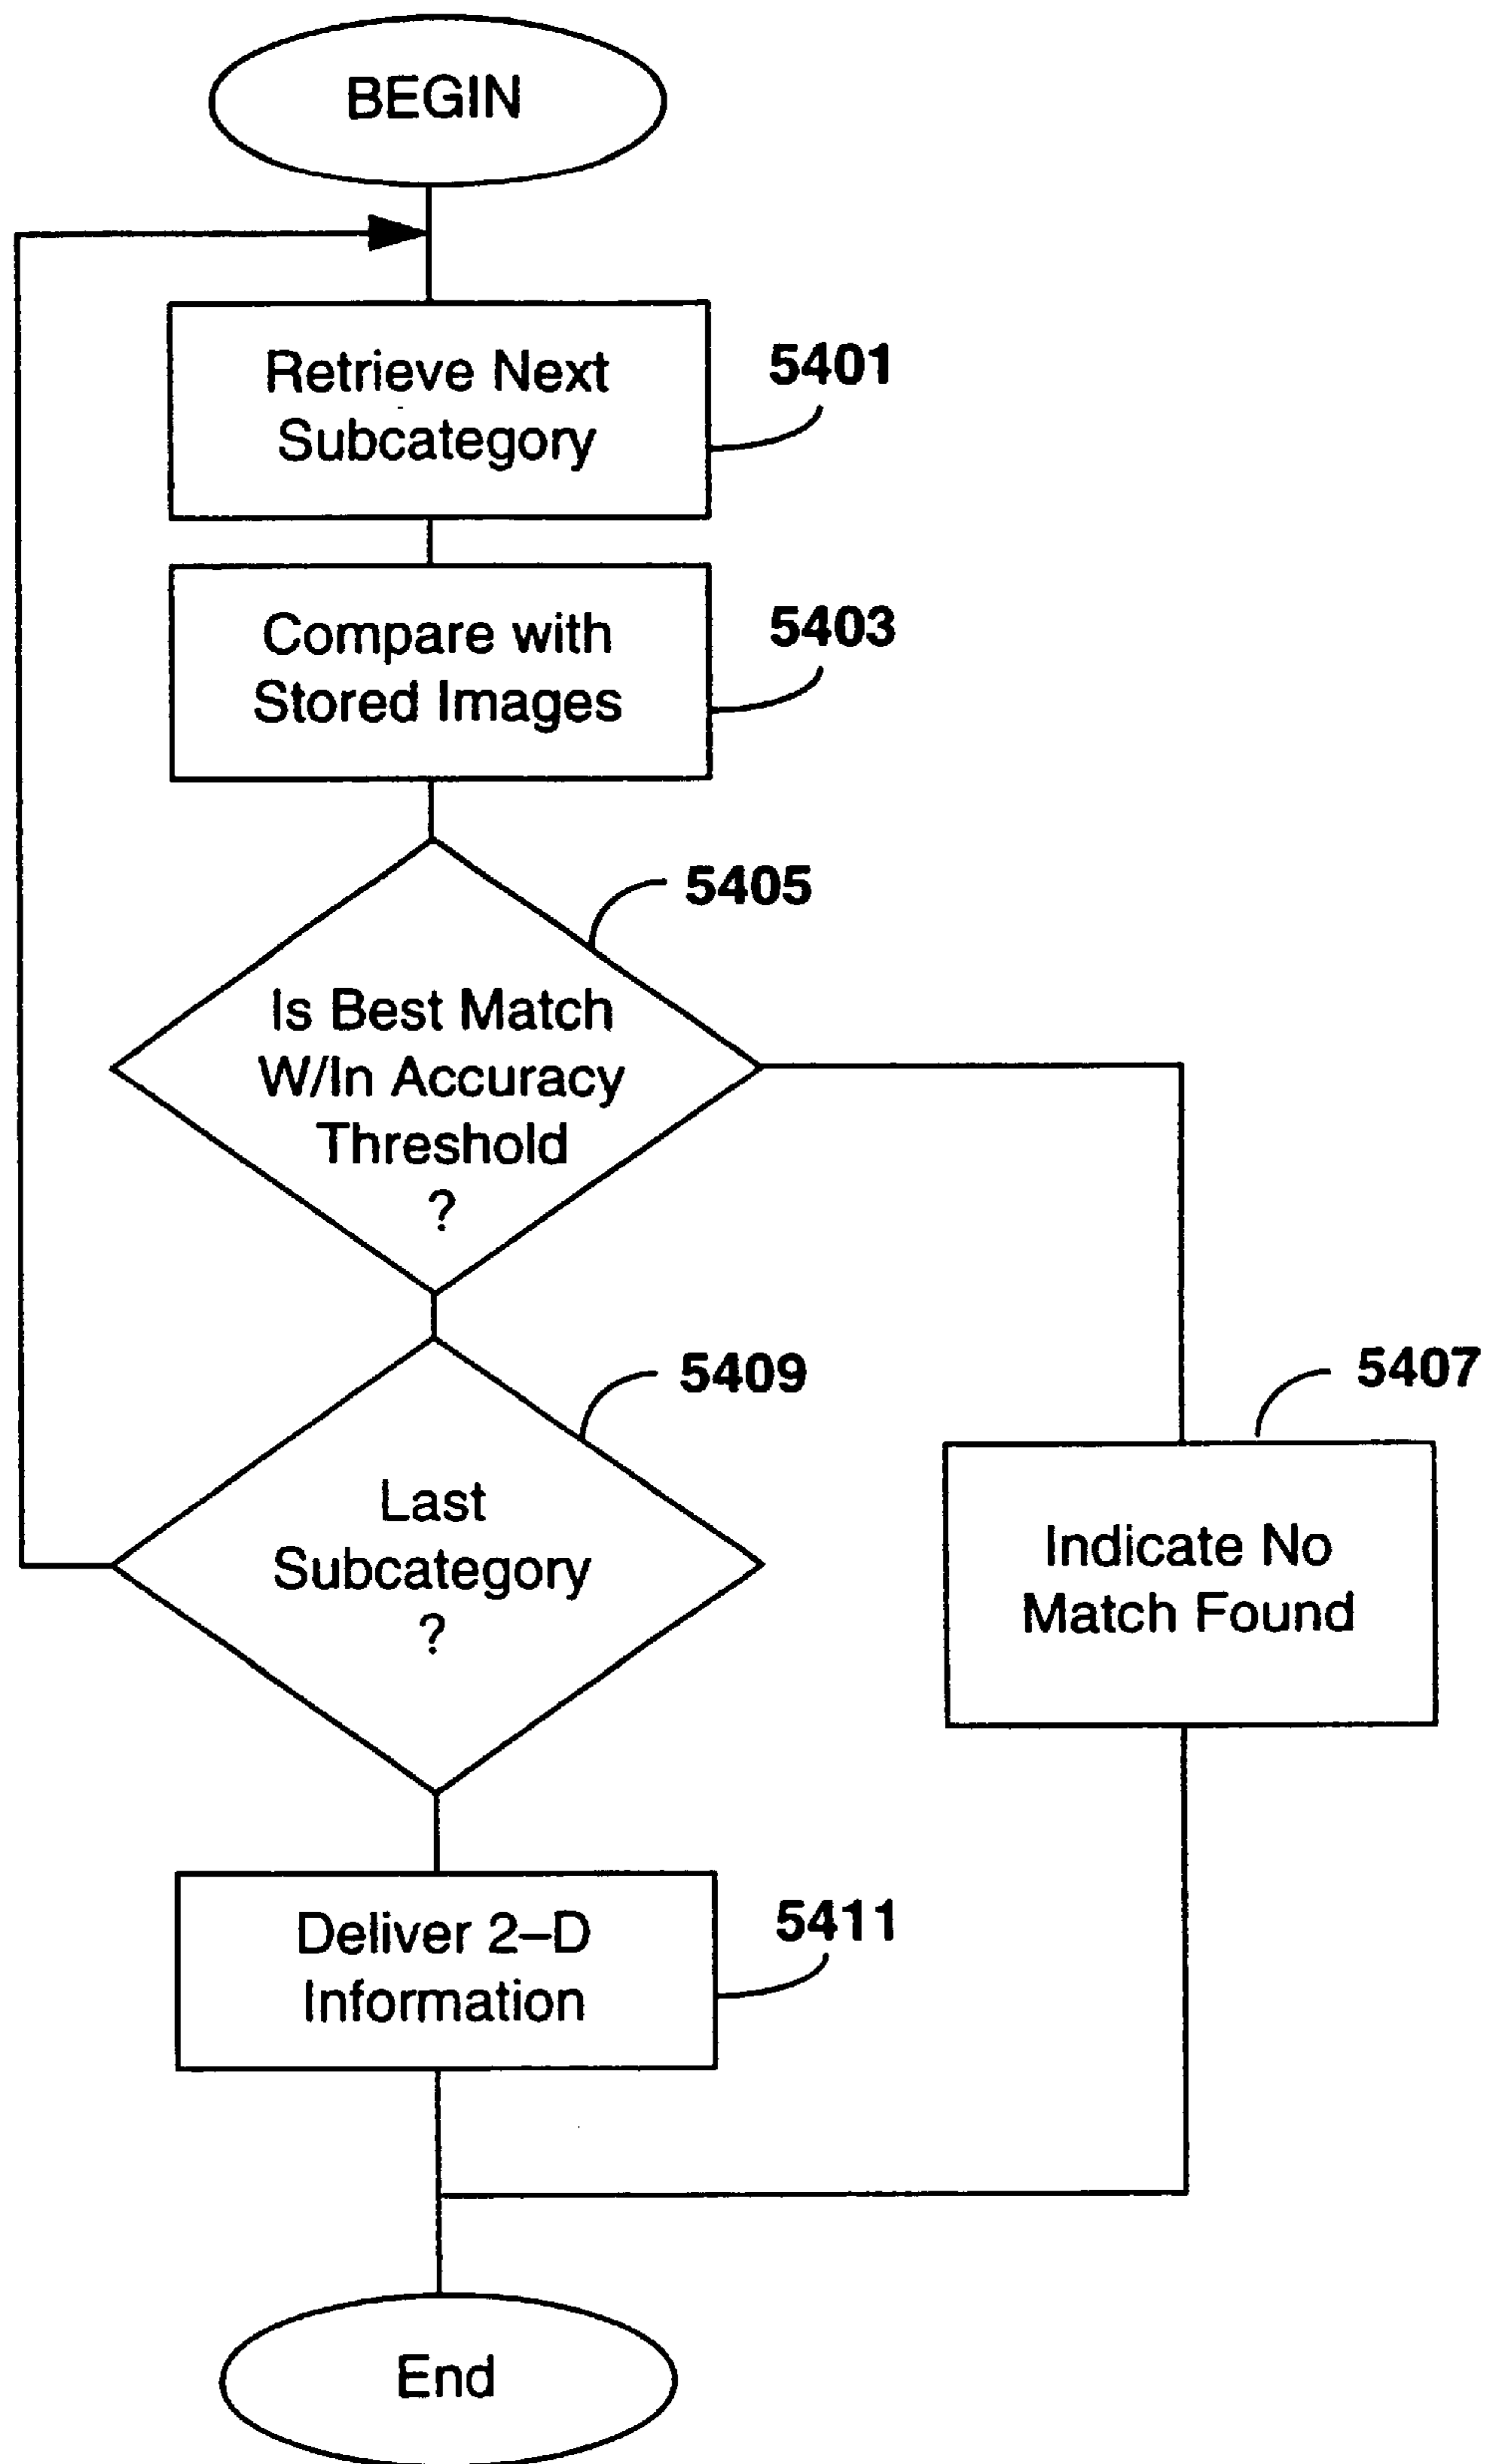 BEGIN
Retrieve Next
Subcategory
5401
Compare with
Stored Images
5403
5405
Is Best Match
W/In Accuracy
Threshold
?
5409
Last
Subcategory
?
5407
Indicate No
Match Found
Deliver 2–D
Information
5411
End